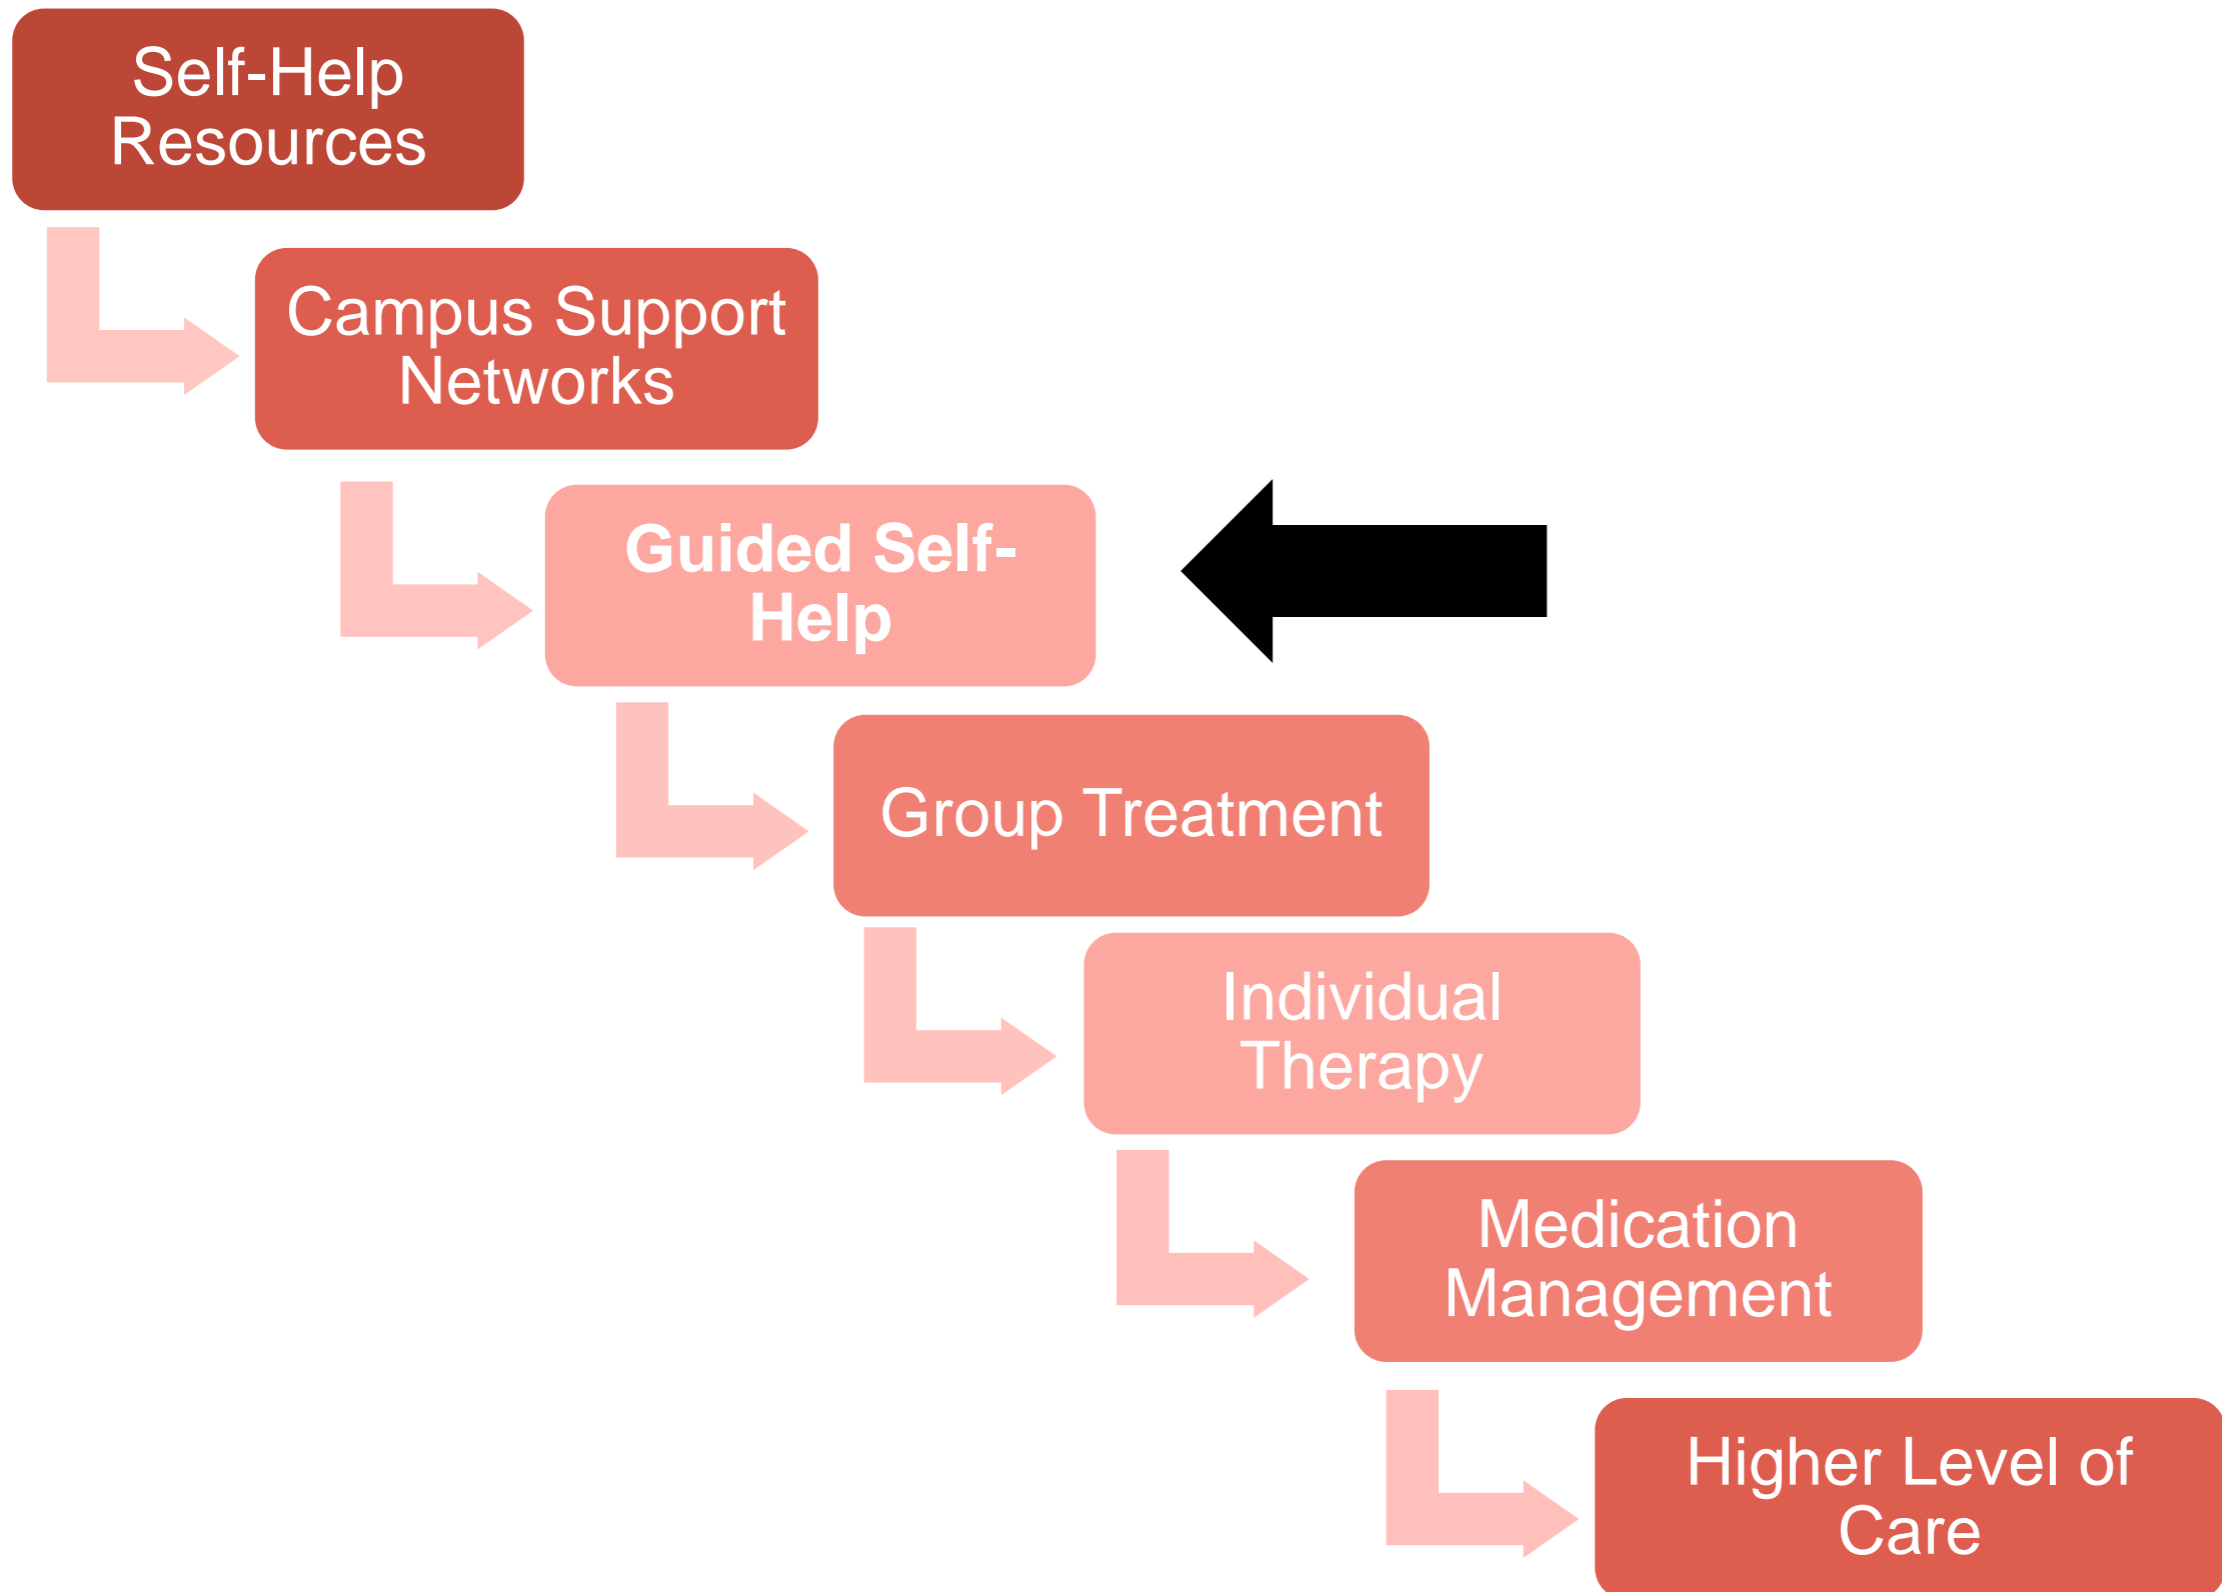 Self-Help
Resources
Campus Support
Networks
Guided Self-
Help
Group Treatment
Individual
Therapy
Medication
Management
Higher Level of
Care